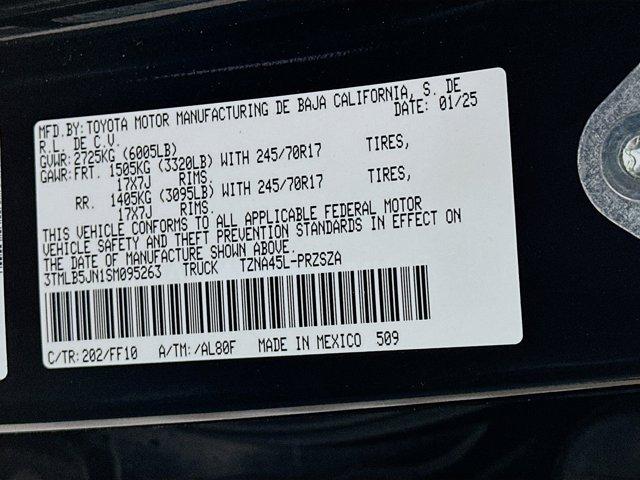 MFD.BY:TOYOTA MOTOR MANUFACTURING DE BAJA CALIFORNIA, S. DE
R.L. DE C.V. DATE: 01/25
GVWR:2725KG (6005LB)
GAWR:FRT. 1505KG (3320LB) WITH 245/70R17 TIRES,
17X7J RIMS.
RR. 1405KG (3095LB) WITH 245/70R17 TIRES,
17X7J RIMS.
THIS VEHICLE CONFORMS TO ALL APPLICABLE FEDERAL MOTOR
VEHICLE SAFETY AND THEFT PREVENTION STANDARDS IN EFFECT ON
THE DATE OF MANUFACTURE SHOWN ABOVE.
3TMLB5JN1SM095263 TRUCK TZNA45L-PRZSZA
C/TR:202/FF10 A/TM:/AL80F MADE IN MEXICO 509